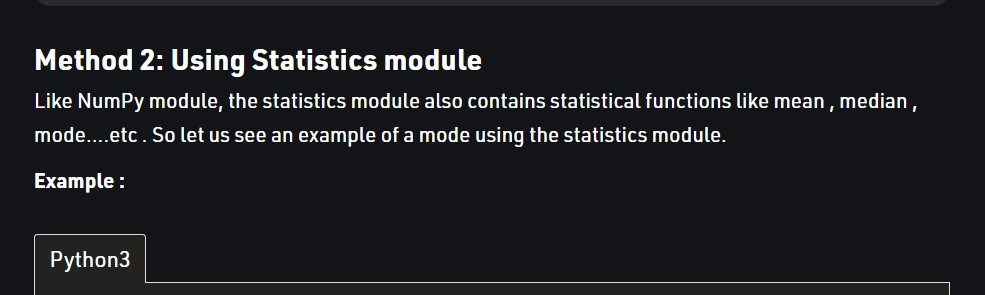 Method 2: Using Statistics module
Like NumPy module, the statistics module also contains statistical functions like mean , median ,
mode....etc . So let us see an example of a mode using the statistics module.
Example :
Python3